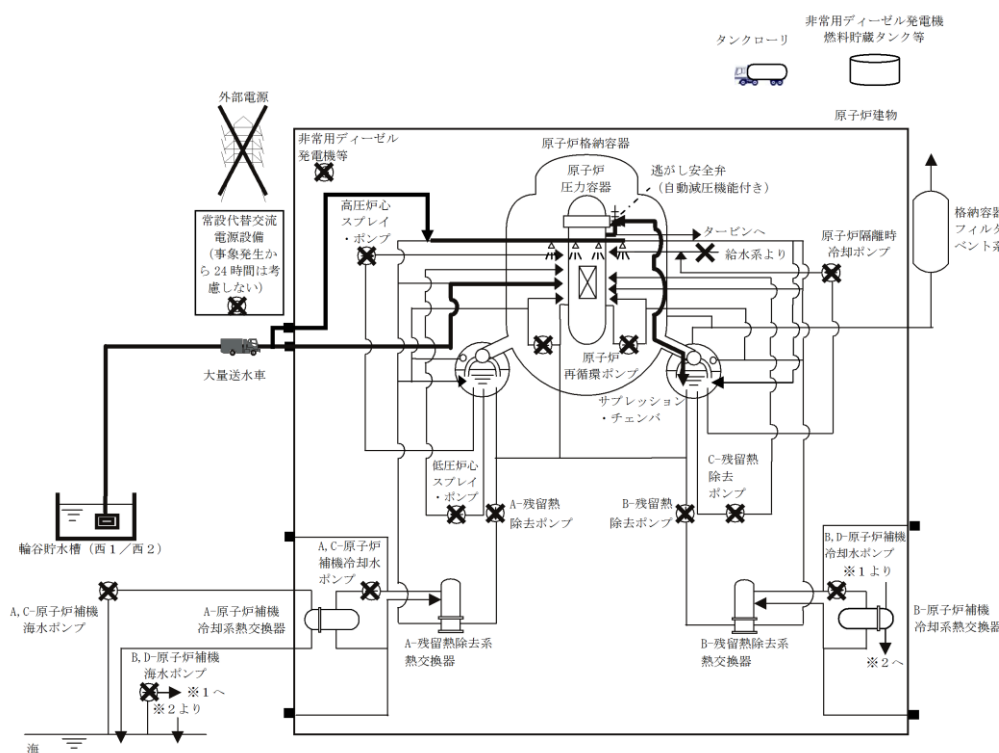 非常用ディーゼル発電機
燃料貯蔵タンク等
タンクローリ
外部電源
原子炉建物
非常用ディーゼル
発電機等
原子炉格納容器
原子炉
圧力容器
逃がし安全弁
(自動減圧機能付き)
常設代替交流
電源設備
(事象発生か
ら24時間は考
慮しない)
高圧炉心
スプレイ
・ポンプ
タービンへ
給水系より
原子炉隔離時
冷却ポンプ
格納容器
フィルタ
ベント系
大量送水車
原子炉
再循環ポンプ
サプレッション
・チェンバ
低圧炉心
スプレイ
・ポンプ
A-残留熱
除去ポンプ
B-残留熱
除去ポンプ
C-残留熱
除去
ポンプ
輪谷貯水槽(西1/西2)
A,C-原子炉
補機冷却水
ポンプ
B,D-原子炉補機
冷却水ポンプ
※1より
A,C-原子炉補機
海水ポンプ
A-原子炉補機
冷却系熱交換器
A-残留熱除去系
熱交換器
B-残留熱除去系
熱交換器
B-原子炉補機
冷却系熱交換器
※2へ
B,D-原子炉補機
海水ポンプ
※1へ
※2より
海